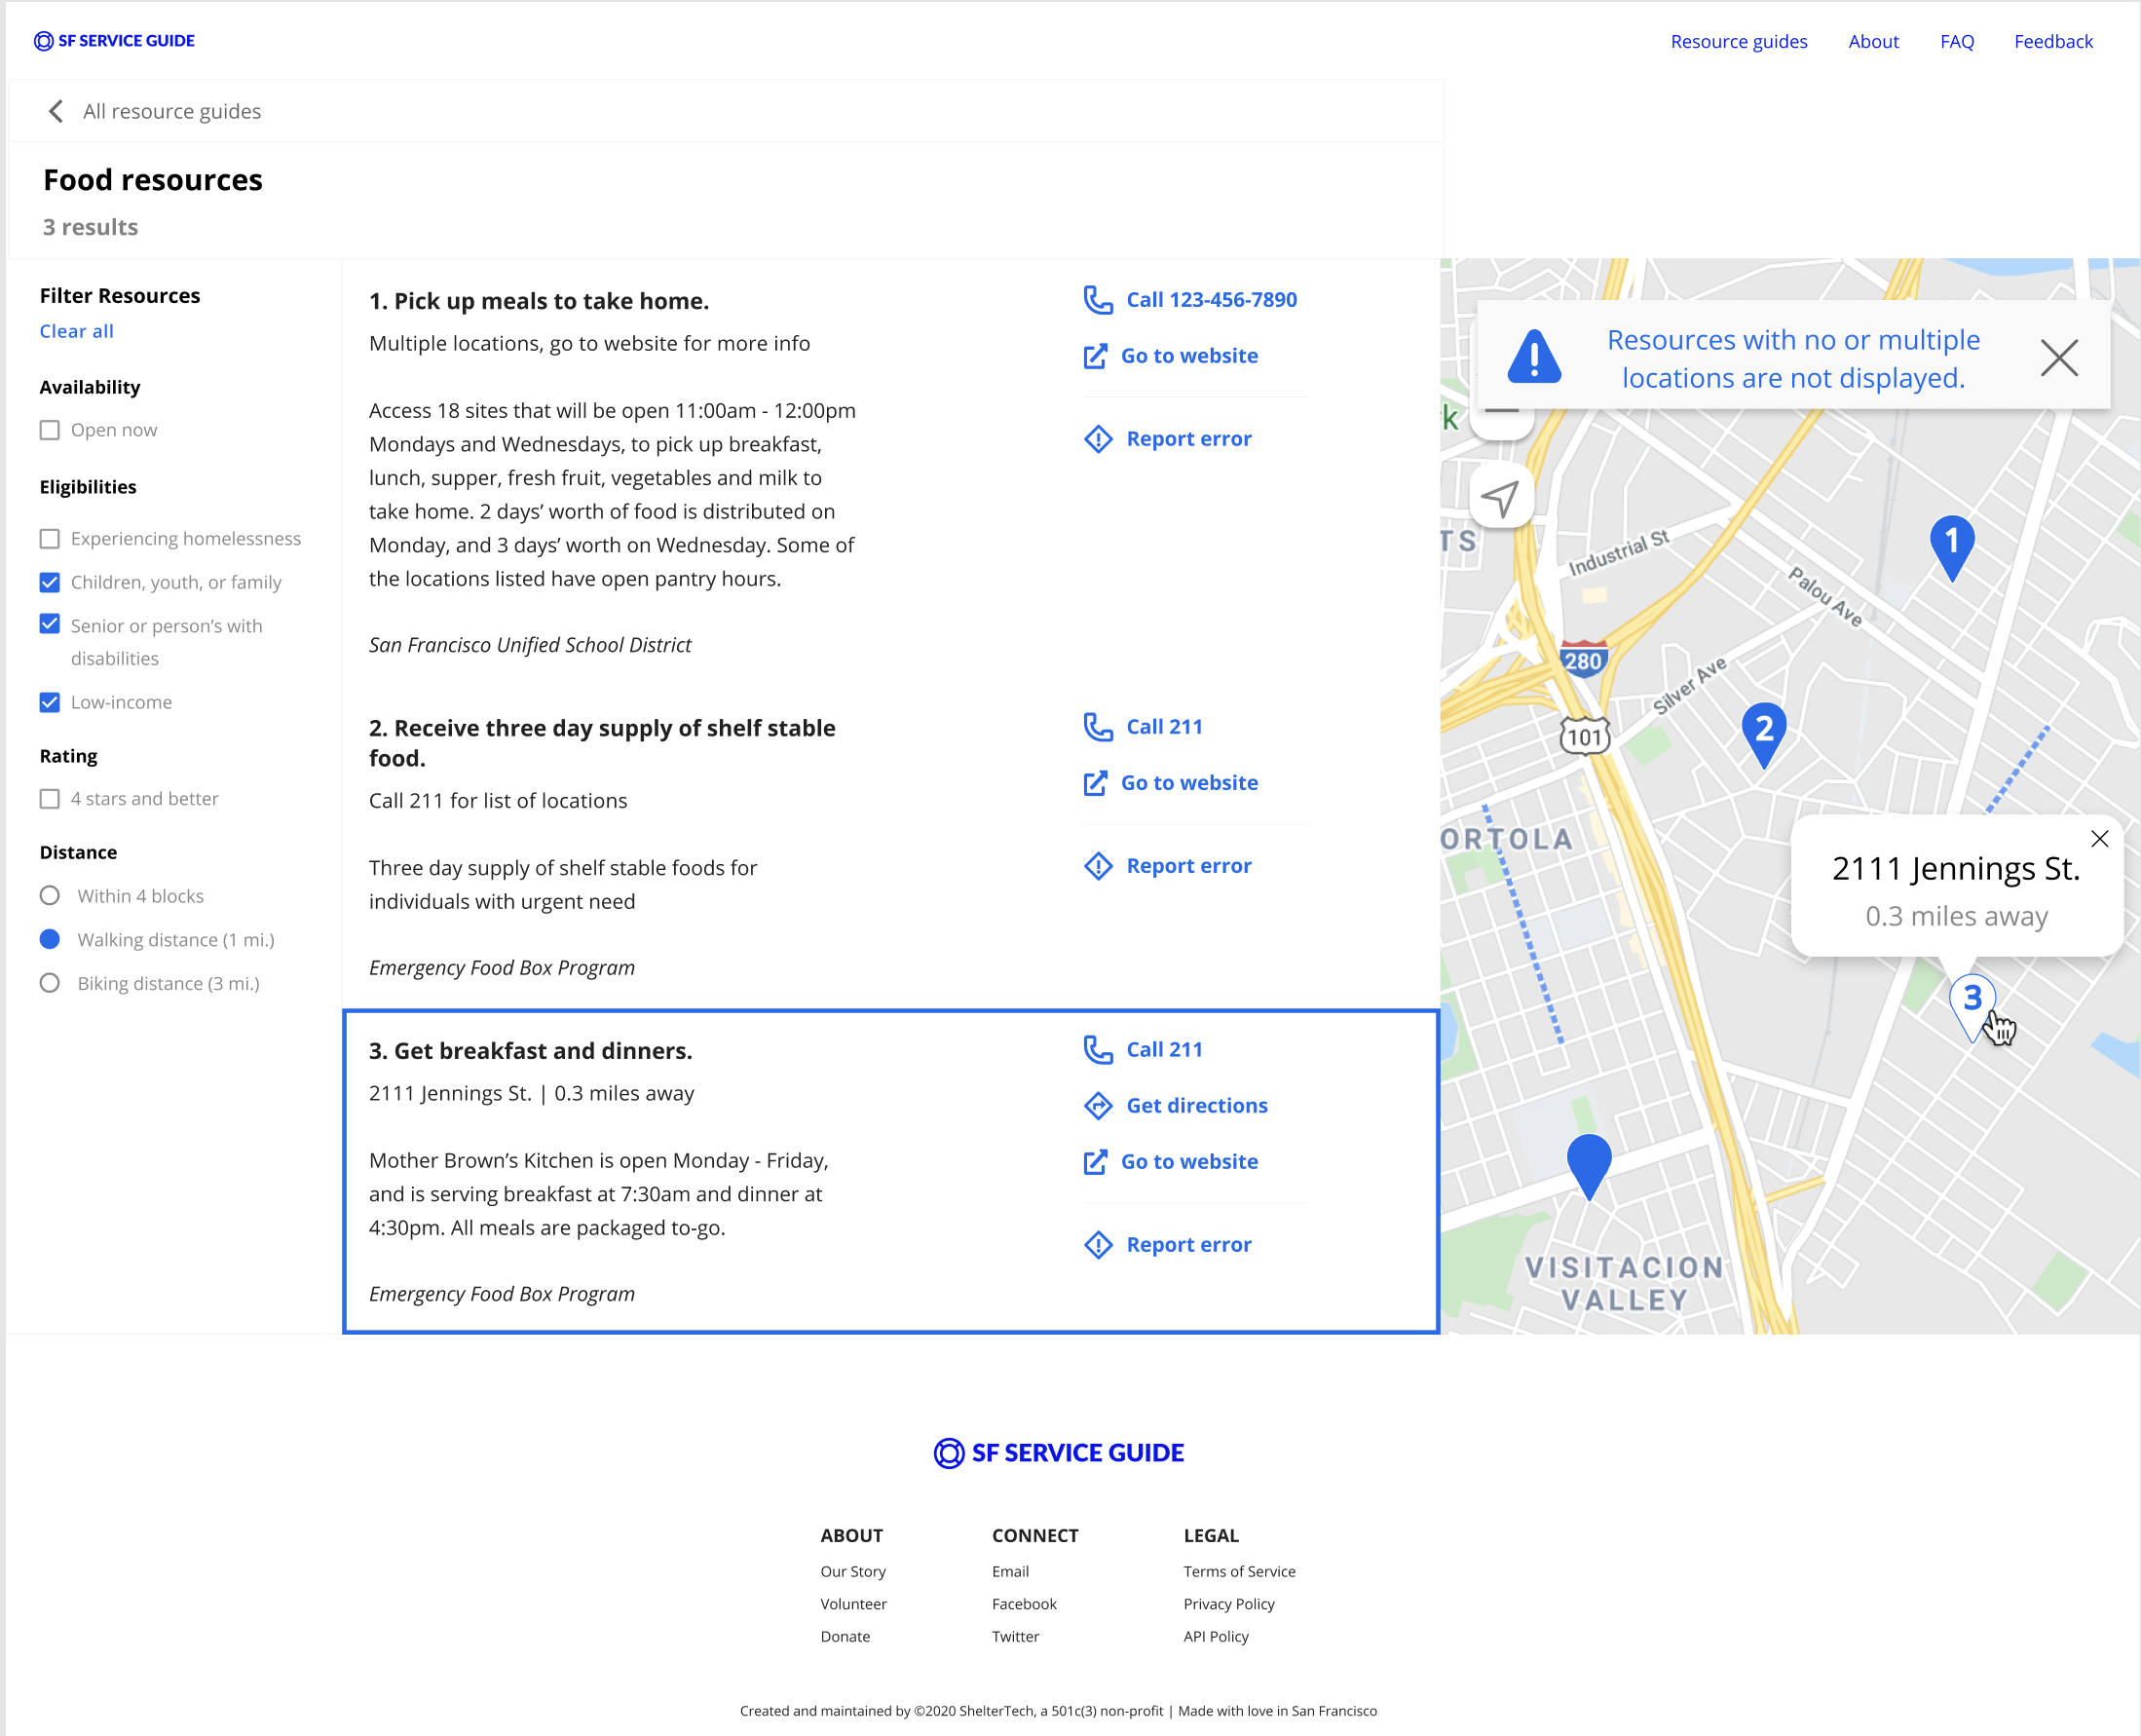 SF SERVICE GUIDE
Resource guides About FAQ Feedback
All resource guides
Food resources
3 results
Filter Resources
Clear all
Availability
Open now
Eligibilities
Experiencing homelessness
Children, youth, or family
Senior or person’s with
disabilities
Low-income
Rating
4 stars and better
Distance
Within 4 blocks
Walking distance (1 mi.)
Biking distance (3 mi.)
1. Pick up meals to take home.
Multiple locations, go to website for more info
Access 18 sites that will be open 11:00am - 12:00pm
Mondays and Wednesdays, to pick up breakfast,
lunch, supper, fresh fruit, vegetables and milk to
take home. 2 days’ worth of food is distributed on
Monday, and 3 days’ worth on Wednesday. Some of
the locations listed have open pantry hours.
San Francisco Unified School District
Call 123-456-7890
Go to website
Report error
2. Receive three day supply of shelf stable
food.
Call 211 for list of locations
Three day supply of shelf stable foods for
individuals with urgent need
Emergency Food Box Program
Call 211
Go to website
Report error
3. Get breakfast and dinners.
2111 Jennings St. | 0.3 miles away
Mother Brown’s Kitchen is open Monday - Friday,
and is serving breakfast at 7:30am and dinner at
4:30pm. All meals are packaged to-go.
Emergency Food Box Program
Call 211
Get directions
Go to website
Report error
Resources with no or multiple
locations are not displayed.
k
TS
Industrial St
1
Palou Ave
280
Silver Ave
2
101
ORTOLA
2111 Jennings St.
0.3 miles away
3
VISITACION
VALLEY
SF SERVICE GUIDE
ABOUT
Our Story
Volunteer
Donate
CONNECT
Email
Facebook
Twitter
LEGAL
Terms of Service
Privacy Policy
API Policy
Created and maintained by ©2020 ShelterTech, a 501c(3) non-profit | Made with love in San Francisco